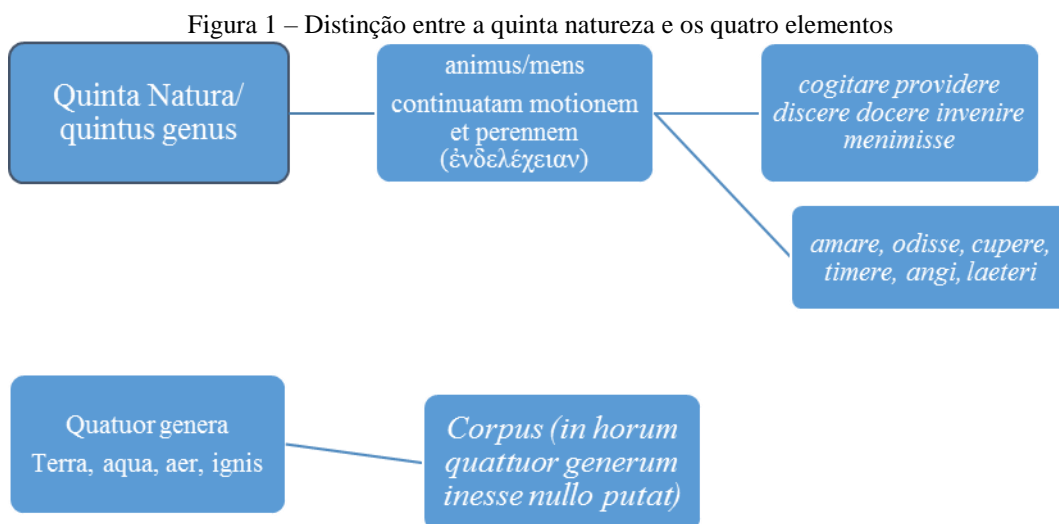 Figura 1 – Distinção entre a quinta natureza e os quatro elementos
Quinta Natura/
quintus genus
animus/mens
continuatam motionem
et perennem
(ἐνδελέχειαν)
cogitare providere
discere docere invenire
menimisse
amare, odisse, cupere,
timere, angi, laeteri
Quatuor genera
Terra, aqua, aer, ignis
Corpus (in horum
quattuor generum
inesse nullo putat)